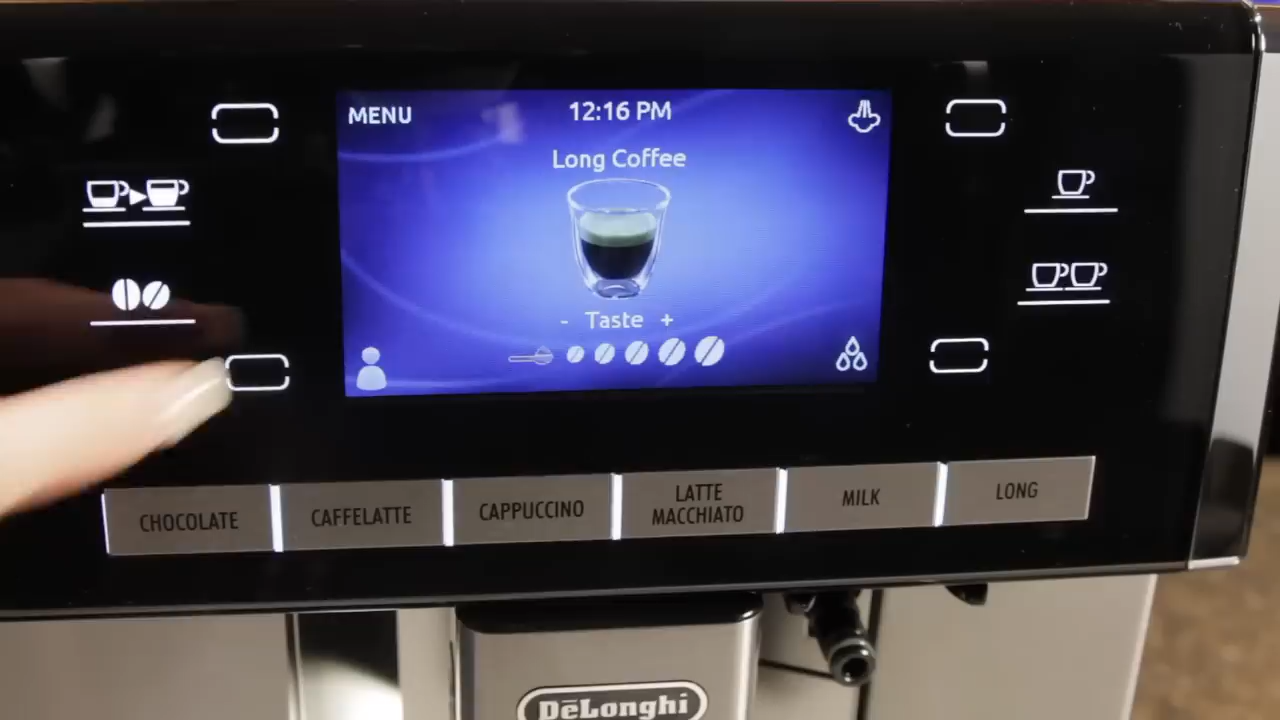 MENU
12:16 PM
Long Coffee
- Taste +
CHOCOLATE
CAFFELATTE
CAPPUCCINO
LATTE
MACCHIATO
MILK
LONG
DeLonghi